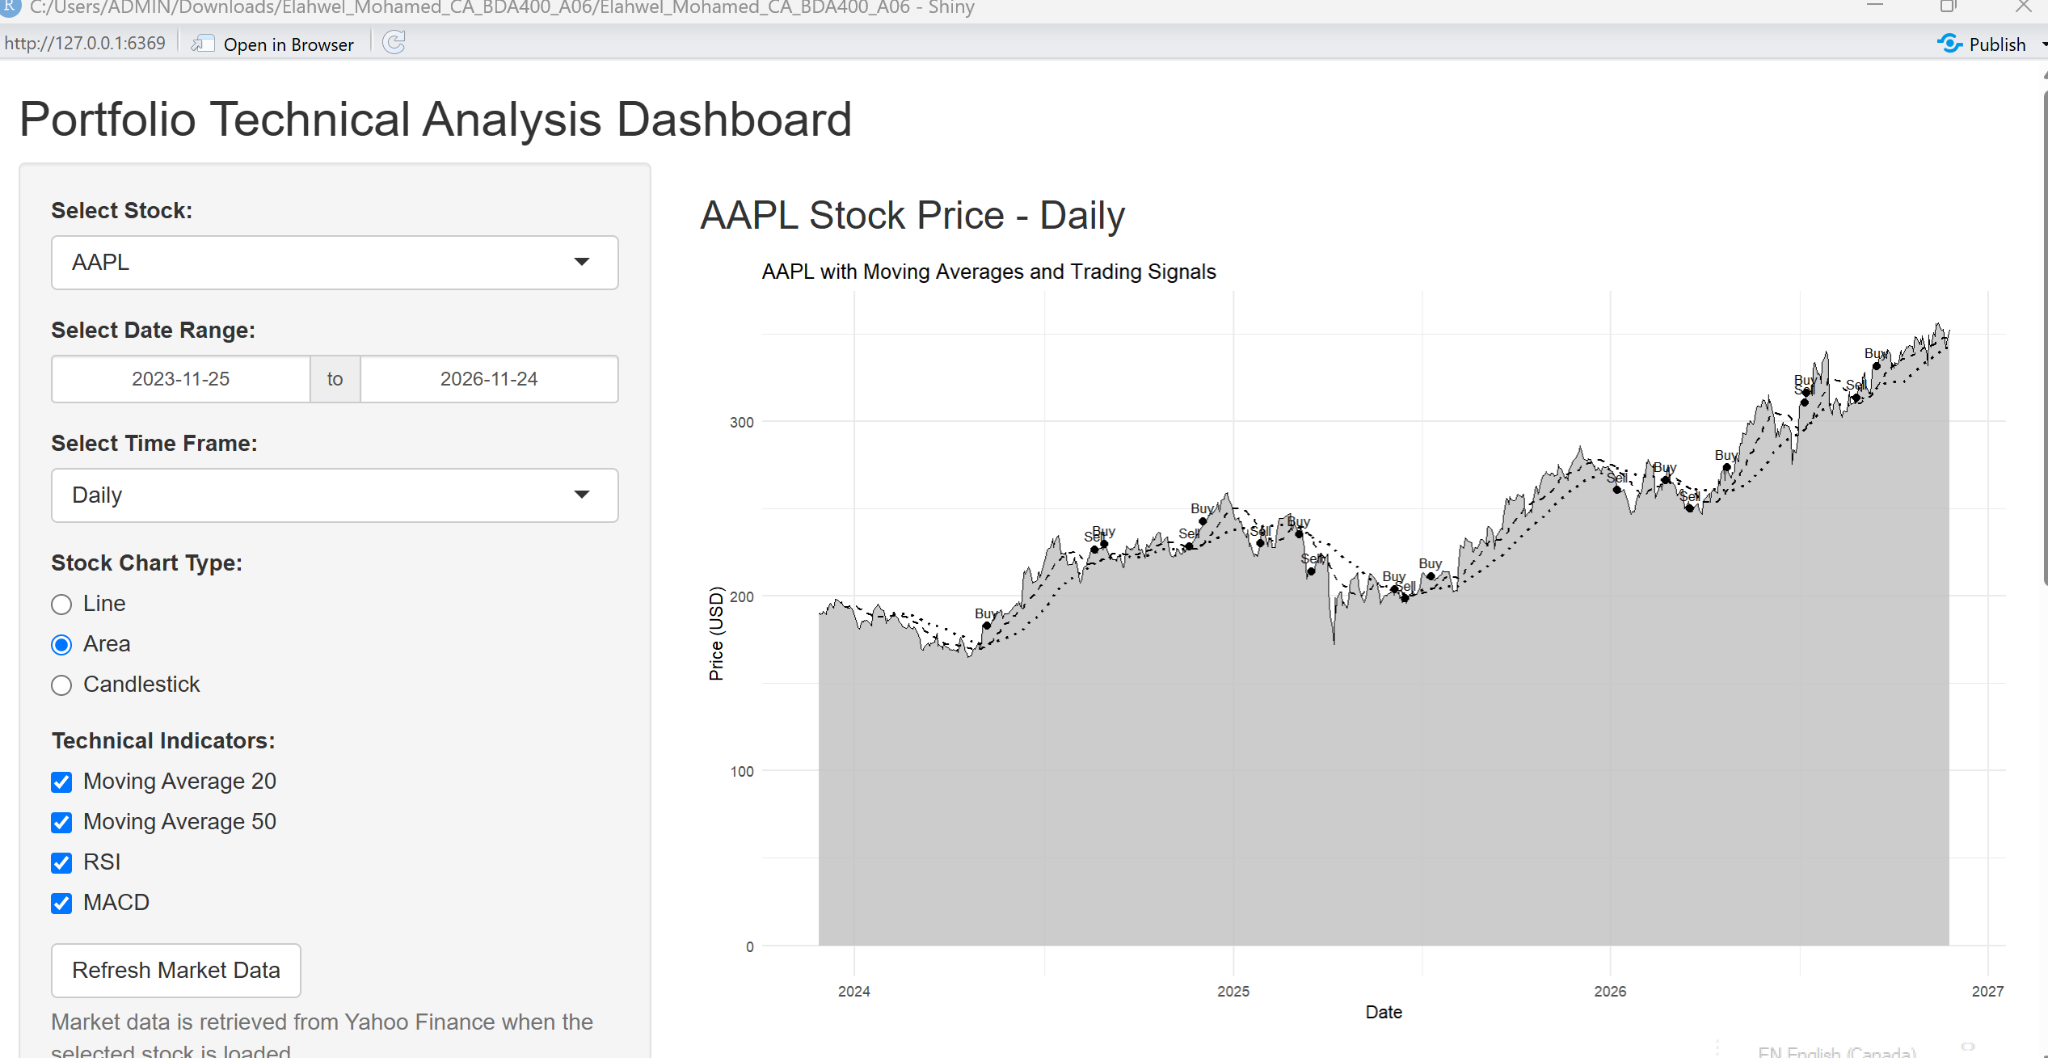 R C:/Users/ADMIN/Downloads/Elahwel_Mohamed_CA_BDA400_A06/Elahwel_Mohamed_CA_BDA400_A06 - Shiny
http://127.0.0.1:6369 Open in Browser Publish
Portfolio Technical Analysis Dashboard
Select Stock:
AAPL
Select Date Range:
2023-11-25 to 2026-11-24
Select Time Frame:
Daily
Stock Chart Type:
Line
Area
Candlestick
Technical Indicators:
Moving Average 20
Moving Average 50
RSI
MACD
Refresh Market Data
Market data is retrieved from Yahoo Finance when the
selected stock is loaded
AAPL Stock Price - Daily
AAPL with Moving Averages and Trading Signals
Price (USD)
300
200
100
0
Buy
Sell
Buy
Sell
Buy
Sell
Buy
Sell
Buy
Sell
Buy
Sell
Buy
Sell
Buy
Sell
Buy
Sell
Buy
2024 2025 2026 2027
Date
EN English (Canada)